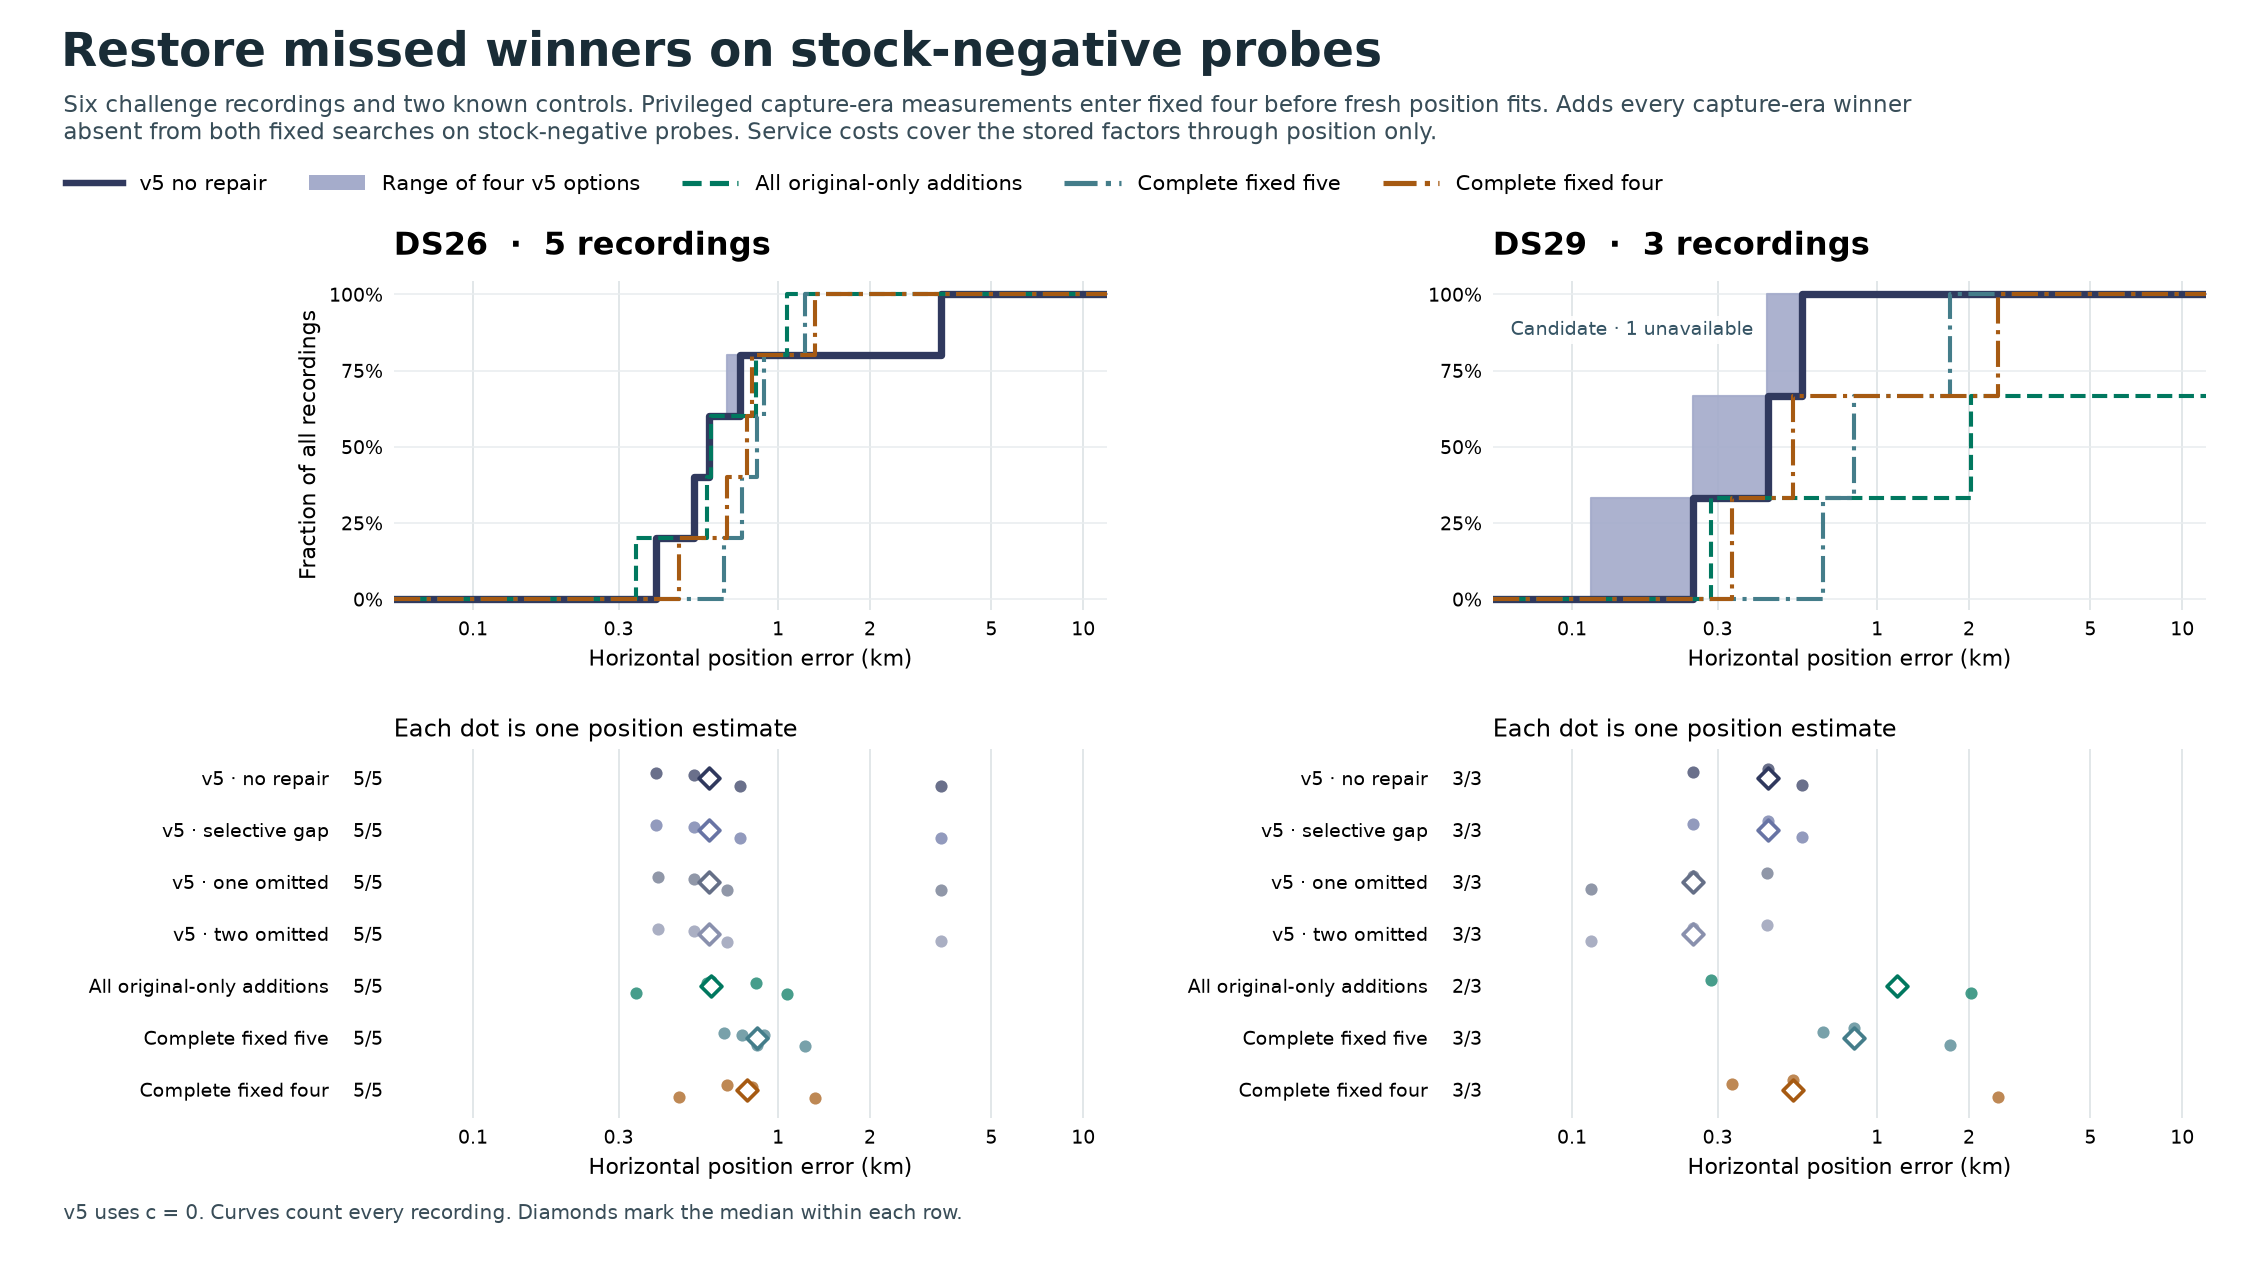 Restore missed winners on stock-negative probes
Six challenge recordings and two known controls. Privileged capture-era measurements enter fixed four before fresh position fits. Adds every capture-era winner
absent from both fixed searches on stock-negative probes. Service costs cover the stored factors through position only.
v5 no repair
Range of four v5 options
All original-only additions
Complete fixed five
Complete fixed four
DS26 · 5 recordings
100%
75%
50%
25%
0%
Fraction of all recordings
0.1 0.3 1 2 5 10
Horizontal position error (km)
DS29 · 3 recordings
100%
75%
50%
25%
0%
Candidate · 1 unavailable
0.1 0.3 1 2 5 10
Horizontal position error (km)
Each dot is one position estimate
v5 · no repair 5/5
v5 · selective gap 5/5
v5 · one omitted 5/5
v5 · two omitted 5/5
All original-only additions 5/5
Complete fixed five 5/5
Complete fixed four 5/5
0.1 0.3 1 2 5 10
Horizontal position error (km)
Each dot is one position estimate
v5 · no repair 3/3
v5 · selective gap 3/3
v5 · one omitted 3/3
v5 · two omitted 3/3
All original-only additions 2/3
Complete fixed five 3/3
Complete fixed four 3/3
0.1 0.3 1 2 5 10
Horizontal position error (km)
v5 uses c = 0. Curves count every recording. Diamonds mark the median within each row.